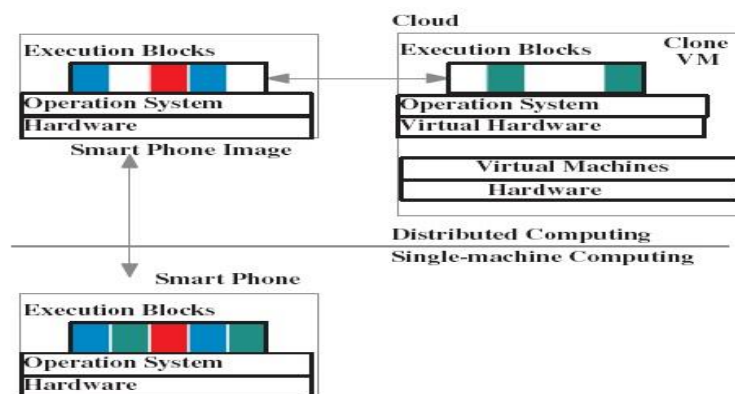 Cloud
Execution Blocks
Operation System
Hardware
Smart Phone Image
Execution Blocks
Clone
VM
Operation System
Virtual Hardware
Virtual Machines
Hardware
Distributed Computing
Single-machine Computing
Smart Phone
Execution Blocks
Operation System
Hardware